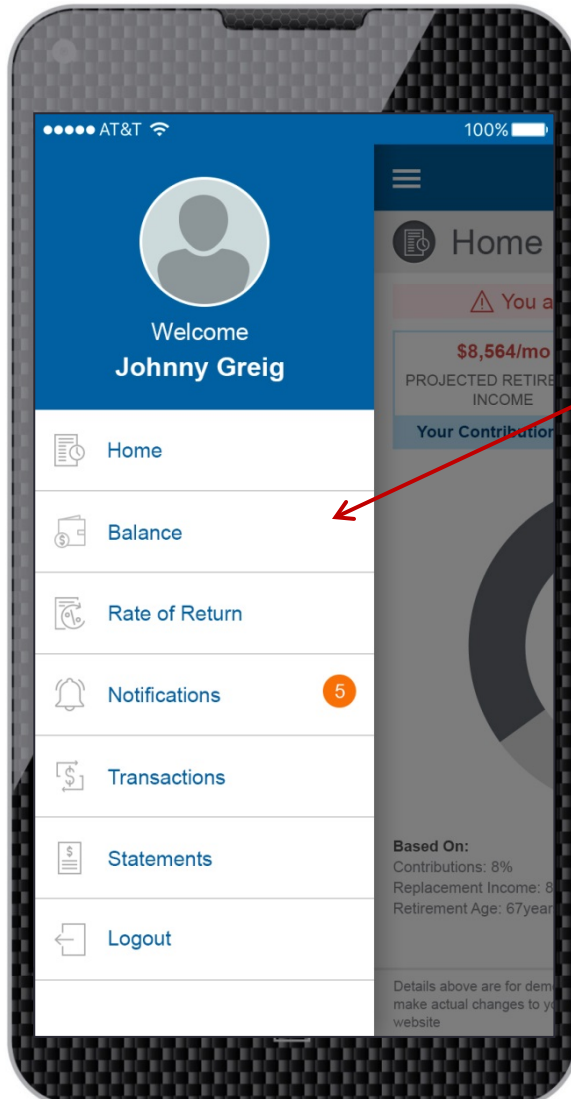 AT&T 100%
Welcome
Johnny Greig
Home
Balance
Rate of Return
Notifications 5
Transactions
Statements
Logout
Home
You a
$8,564/mo
PROJECTED RETIRE
INCOME
Your Contribution
Based On:
Contributions: 8%
Replacement Income: 8
Retirement Age: 67year
Details above are for dem
make actual changes to yo
website